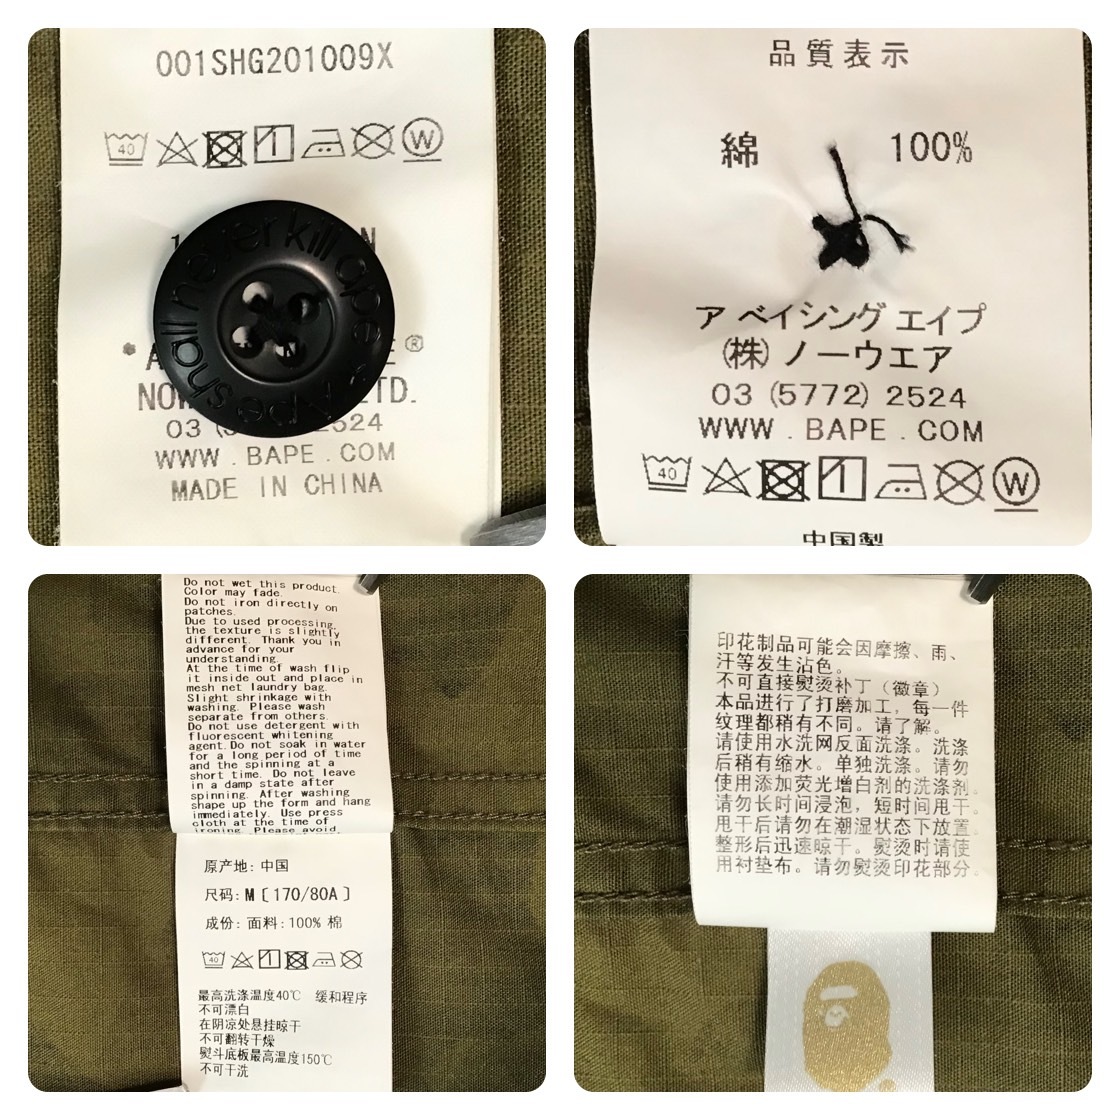 001SHG201009X
40
W
ape shall never kill ape
®
LTD.
03
2524
WWW . BAPE . COM
MADE IN CHINA
品質表示
綿 100%
ア ベイシング エイプ
(株) ノーウエア
03 (5772) 2524
WWW . BAPE . COM
40
W
中国製
Do not wet this product.
Color may fade.
Do not iron directly on
patches.
Due to used processing,
the texture is slightly
different. Thank you in
advance for your
understanding.
At the time of wash flip
it inside out and place in
mesh net laundry bag.
Slight shrinkage with
washing. Please wash
separate from others.
Do not use detergent with
fluorescent whitening
agent.Do not soak in water
for a long period of time
and the spinning at a
short time. Do not leave
in a damp state after
spinning. After washing
shape up the form and hang
immediately. Use press
cloth at the time of
ironing. Please avoid
原产地: 中国
尺码: M〔170/80A〕
成份: 面料: 100% 棉
40
最高洗涤温度40℃ 缓和程序
不可漂白
在阴凉处悬挂晾干
不可翻转干燥
熨斗底板最高温度150℃
不可干洗
印花制品可能会因摩擦、雨、
汗等发生沾色。
不可直接熨烫补丁（徽章）
本品进行了打磨加工，每一件
纹理都稍有不同。请了解。
请使用水洗网反面洗涤。洗涤
后稍有缩水。单独洗涤。请勿
使用添加荧光增白剂的洗涤剂。
请勿长时间浸泡，短时间甩干。
甩干后请勿在潮湿状态下放置。
整形后迅速晾干。熨烫时请使
用衬垫布。请勿熨烫印花部分。
®